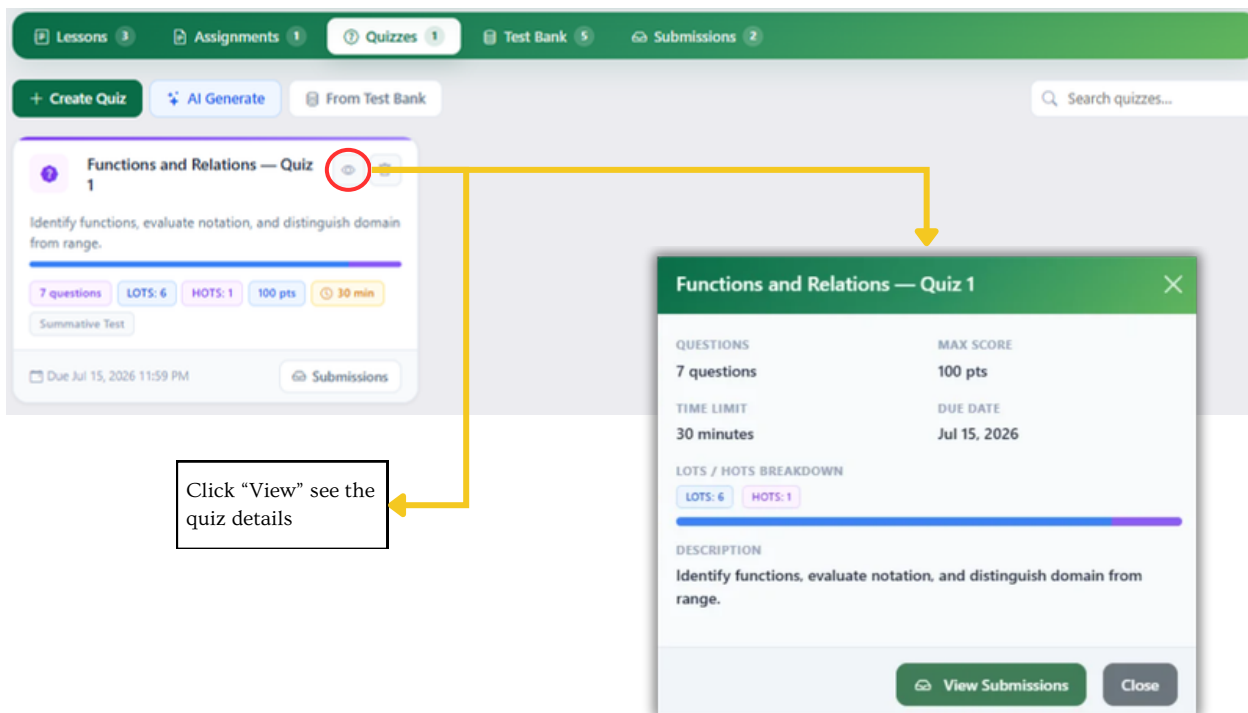 Lessons 3 Assignments 1 Quizzes 1 Test Bank 5 Submissions 2
+ Create Quiz AI Generate From Test Bank Search quizzes...
Functions and Relations — Quiz
1
Identify functions, evaluate notation, and distinguish domain
from range.
7 questions LOTS: 6 HOTS: 1 100 pts 30 min
Summative Test
Due Jul 15, 2026 11:59 PM Submissions
Click “View” see the
quiz details
Functions and Relations — Quiz 1
QUESTIONS MAX SCORE
7 questions 100 pts
TIME LIMIT DUE DATE
30 minutes Jul 15, 2026
LOTS / HOTS BREAKDOWN
LOTS: 6 HOTS: 1
DESCRIPTION
Identify functions, evaluate notation, and distinguish domain from
range.
View Submissions Close